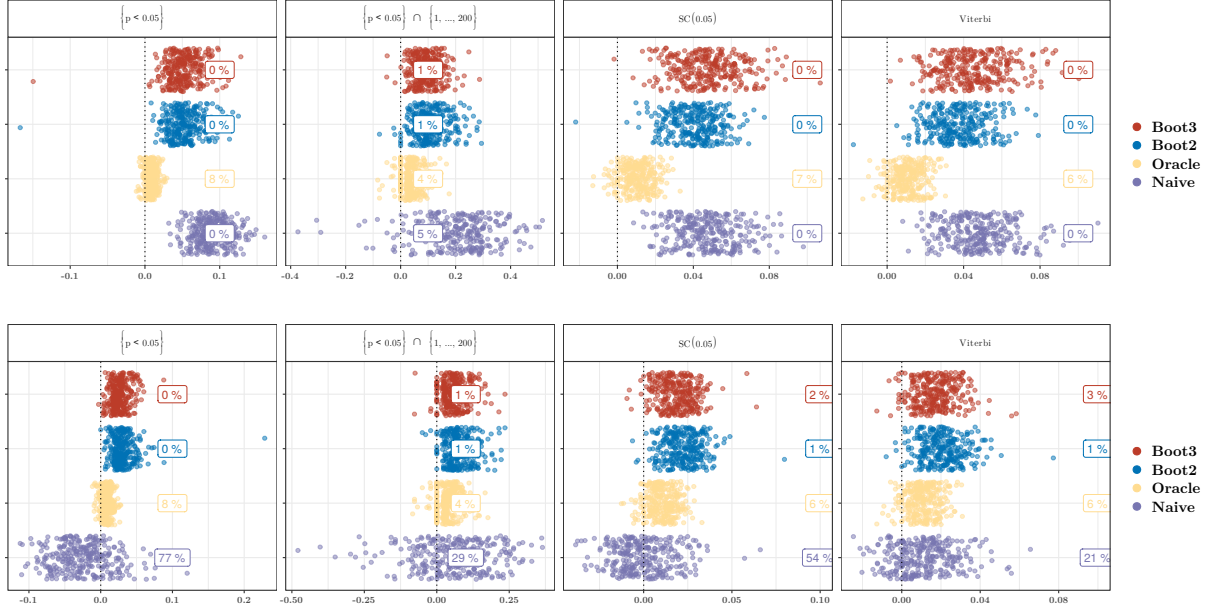 {p < 0.05}
{p < 0.05} ∩ {1, ..., 200}
SC(0.05)
Viterbi
0 %
1 %
0 %
0 %
0 %
1 %
0 %
0 %
8 %
4 %
7 %
6 %
0 %
5 %
0 %
0 %
Boot3
Boot2
Oracle
Naive
-0.1 0.0 0.1
-0.4 -0.2 0.0 0.2 0.4
0.00 0.04 0.08
0.00 0.04 0.08
{p < 0.05}
{p < 0.05} ∩ {1, ..., 200}
SC(0.05)
Viterbi
0 %
1 %
2 %
3 %
0 %
1 %
1 %
1 %
6 %
4 %
6 %
6 %
77 %
29 %
54 %
21 %
Boot3
Boot2
Oracle
Naive
-0.1 0.0 0.1 0.2
-0.50 -0.25 0.00 0.25
0.00 0.05 0.10
0.00 0.04 0.08